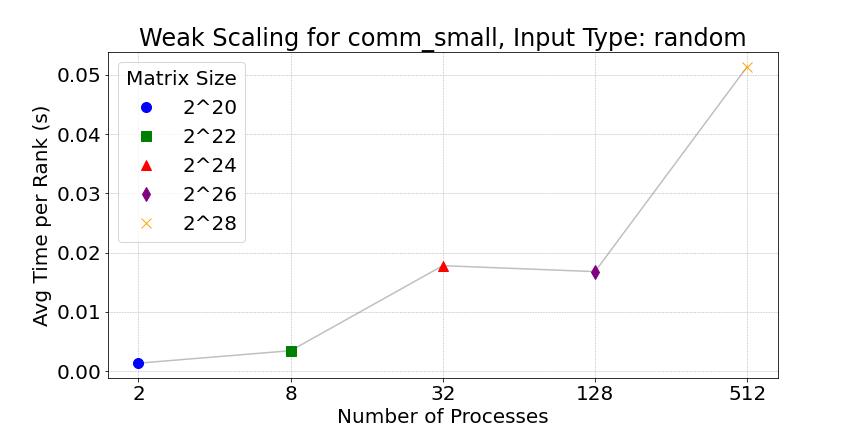 Weak Scaling for comm_small, Input Type: random
Avg Time per Rank (s)
0.05
0.04
0.03
0.02
0.01
0.00
Matrix Size
2^20
2^22
2^24
2^26
2^28
2 8 32 128 512
Number of Processes